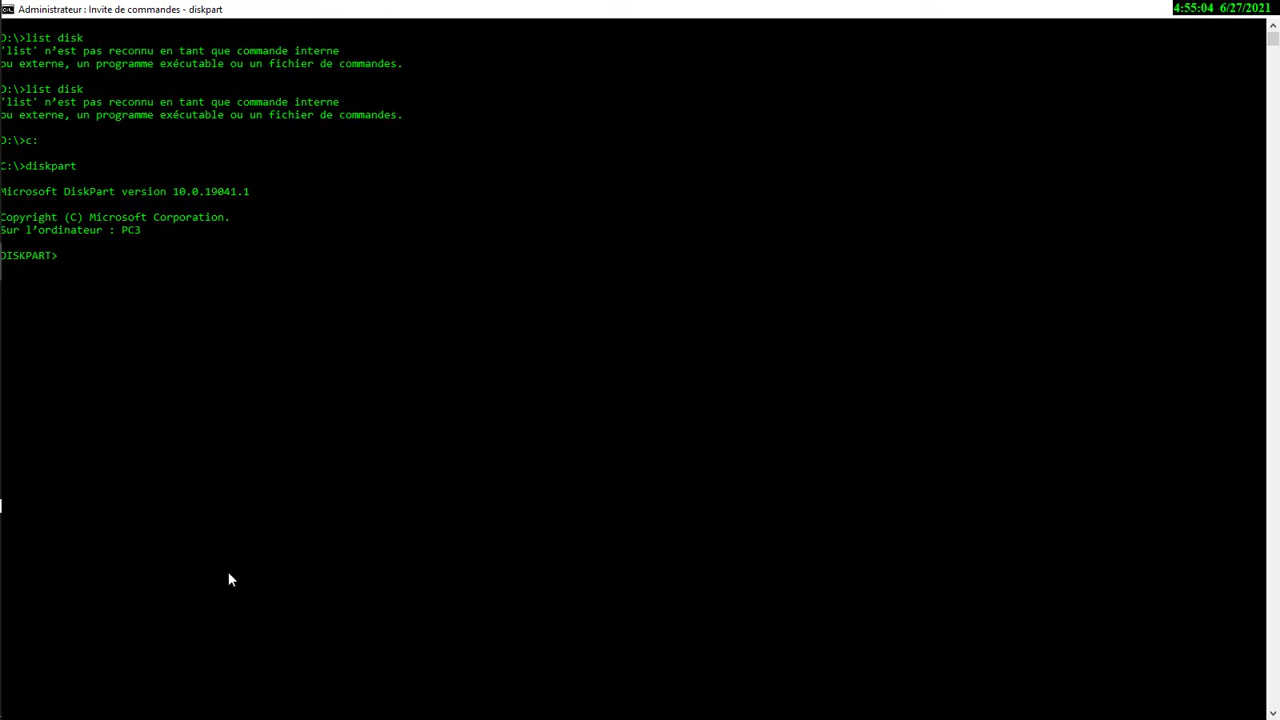 Administrateur : Invite de commandes - diskpart
4:55:04 6/27/2021
D:\>list disk
'list' n’est pas reconnu en tant que commande interne
ou externe, un programme exécutable ou un fichier de commandes.
D:\>list disk
'list' n’est pas reconnu en tant que commande interne
ou externe, un programme exécutable ou un fichier de commandes.
D:\>c:
C:\>diskpart
Microsoft DiskPart version 10.0.19041.1
Copyright (C) Microsoft Corporation.
Sur l’ordinateur : PC3
DISKPART>